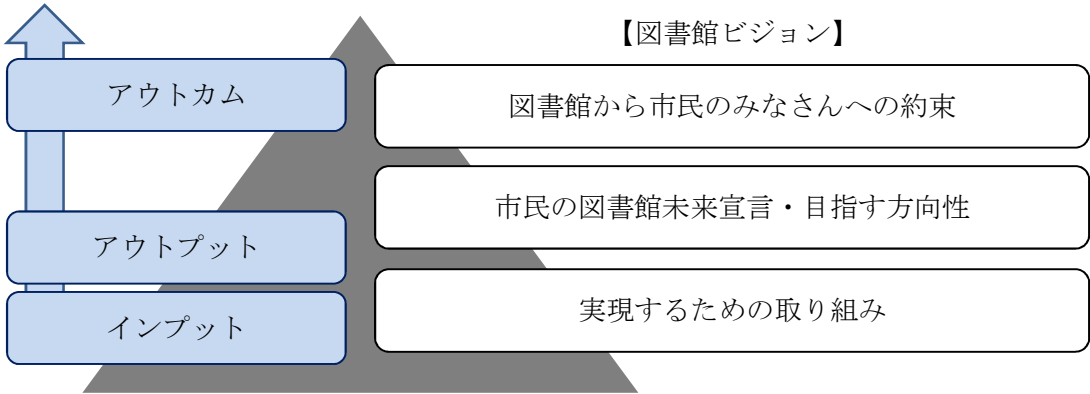 【図書館ビジョン】
アウトカム
図書館から市民のみなさんへの約束
市民の図書館未来宣言・目指す方向性
アウトプット
インプット
実現するための取り組み